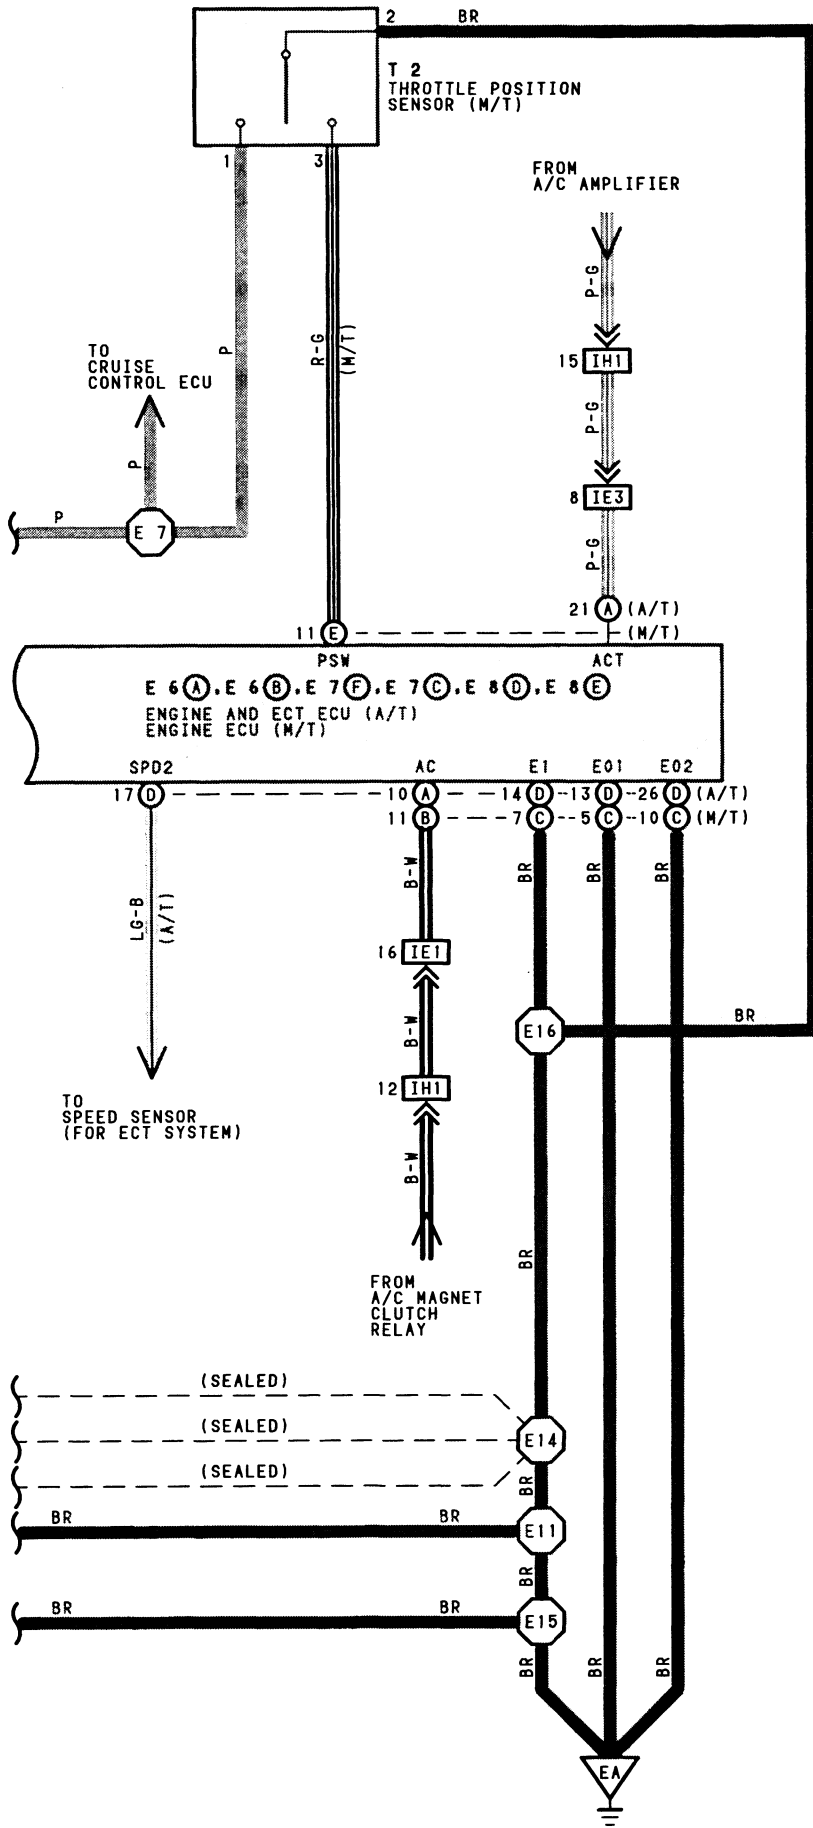 2 BR
T 2
THROTTLE POSITION
SENSOR (M/T)
1 3
FROM
A/C AMPLIFIER
P-G
P
R-G
(M/T)
15 IH1
TO
CRUISE
CONTROL ECU
P-G
P
8 IE3
P
E 7
P-G
21 A (A/T)
11 E (M/T)
PSW ACT
E 6 A, E 6 B, E 7 F, E 7 C, E 8 D, E 8 E
ENGINE AND ECT ECU (A/T)
ENGINE ECU (M/T)
SPD2 AC E1 E01 E02
17 D 10 A 14 D 13 D 26 D (A/T)
11 B 7 C 5 C 10 C (M/T)
B-W BR BR BR
LG-B
(A/T)
16 IE1
BR
E16
B-W
12 IH1
TO
SPEED SENSOR
(FOR ECT SYSTEM)
B-W
BR
FROM
A/C MAGNET
CLUTCH
RELAY
(SEALED)
(SEALED)
E14
(SEALED)
BR
BR BR
E11
BR
BR BR
E15
BR BR BR
EA